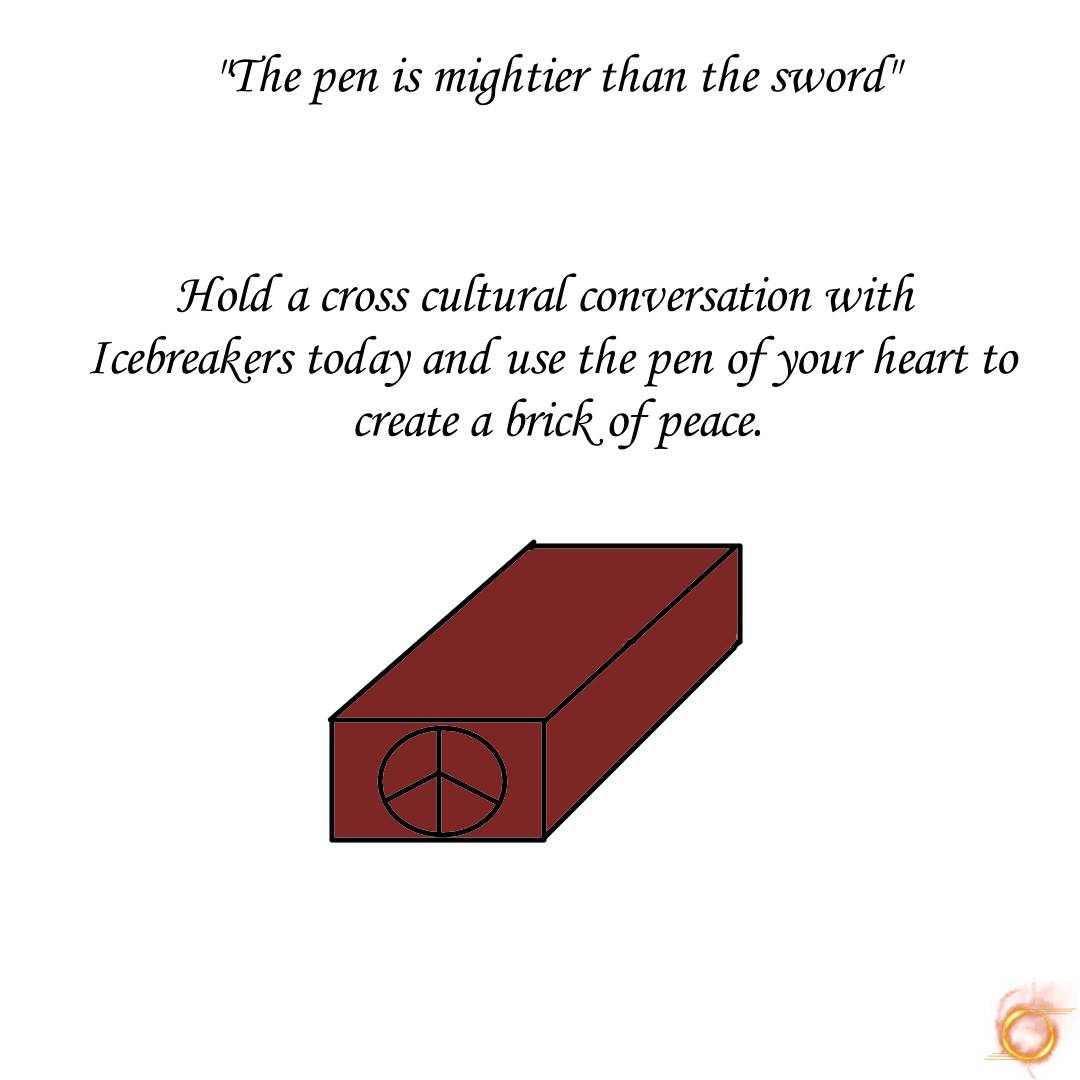 "The pen is mightier than the sword"
Hold a cross cultural conversation with
Icebreakers today and use the pen of your heart to
create a brick of peace.